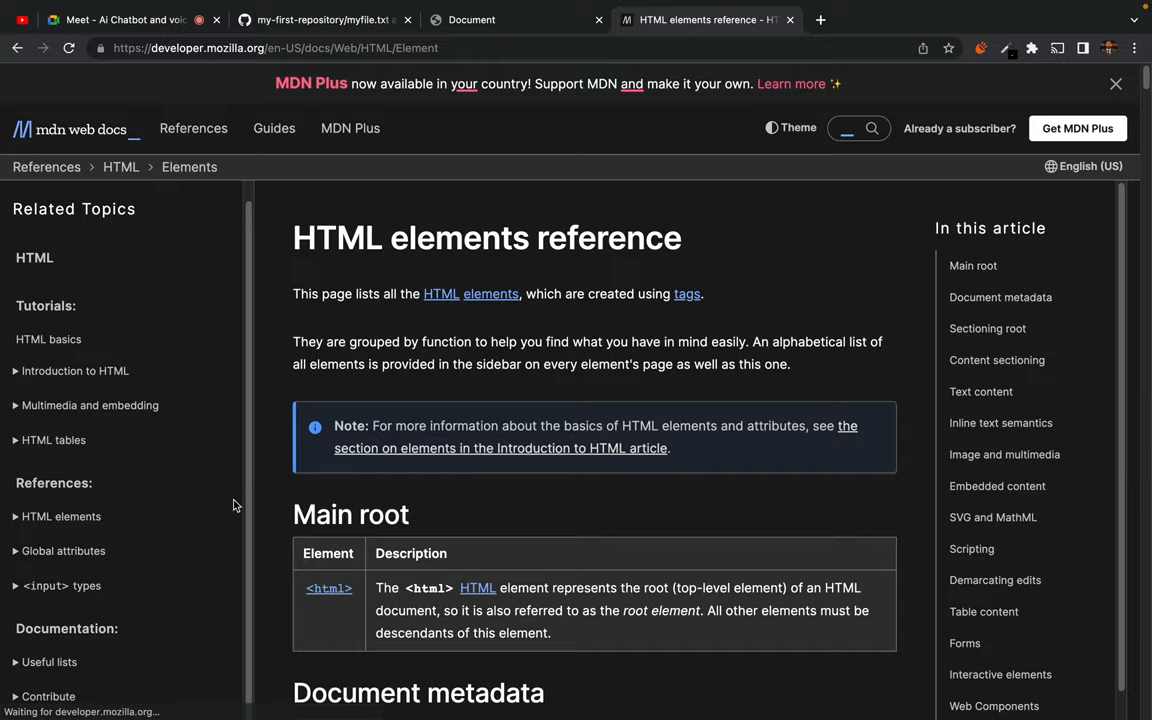 Meet - Ai Chatbot and voic
my-first-repository/myfile.txt a
Document
HTML elements reference - HT
https://developer.mozilla.org/en-US/docs/Web/HTML/Element
MDN Plus now available in your country! Support MDN and make it your own. Learn more ✨
mdn web docs_
References
Guides
MDN Plus
Theme
Already a subscriber?
Get MDN Plus
References > HTML > Elements
English (US)
Related Topics
HTML
Tutorials:
HTML basics
Introduction to HTML
Multimedia and embedding
HTML tables
References:
HTML elements
Global attributes
<input> types
Documentation:
Useful lists
Contribute
Waiting for developer.mozilla.org...
HTML elements reference
This page lists all the HTML elements, which are created using tags.
They are grouped by function to help you find what you have in mind easily. An alphabetical list of
all elements is provided in the sidebar on every element's page as well as this one.
Note: For more information about the basics of HTML elements and attributes, see the
section on elements in the Introduction to HTML article.
Main root
Element Description
<html> The <html> HTML element represents the root (top-level element) of an HTML
document, so it is also referred to as the root element. All other elements must be
descendants of this element.
Document metadata
In this article
Main root
Document metadata
Sectioning root
Content sectioning
Text content
Inline text semantics
Image and multimedia
Embedded content
SVG and MathML
Scripting
Demarcating edits
Table content
Forms
Interactive elements
Web Components